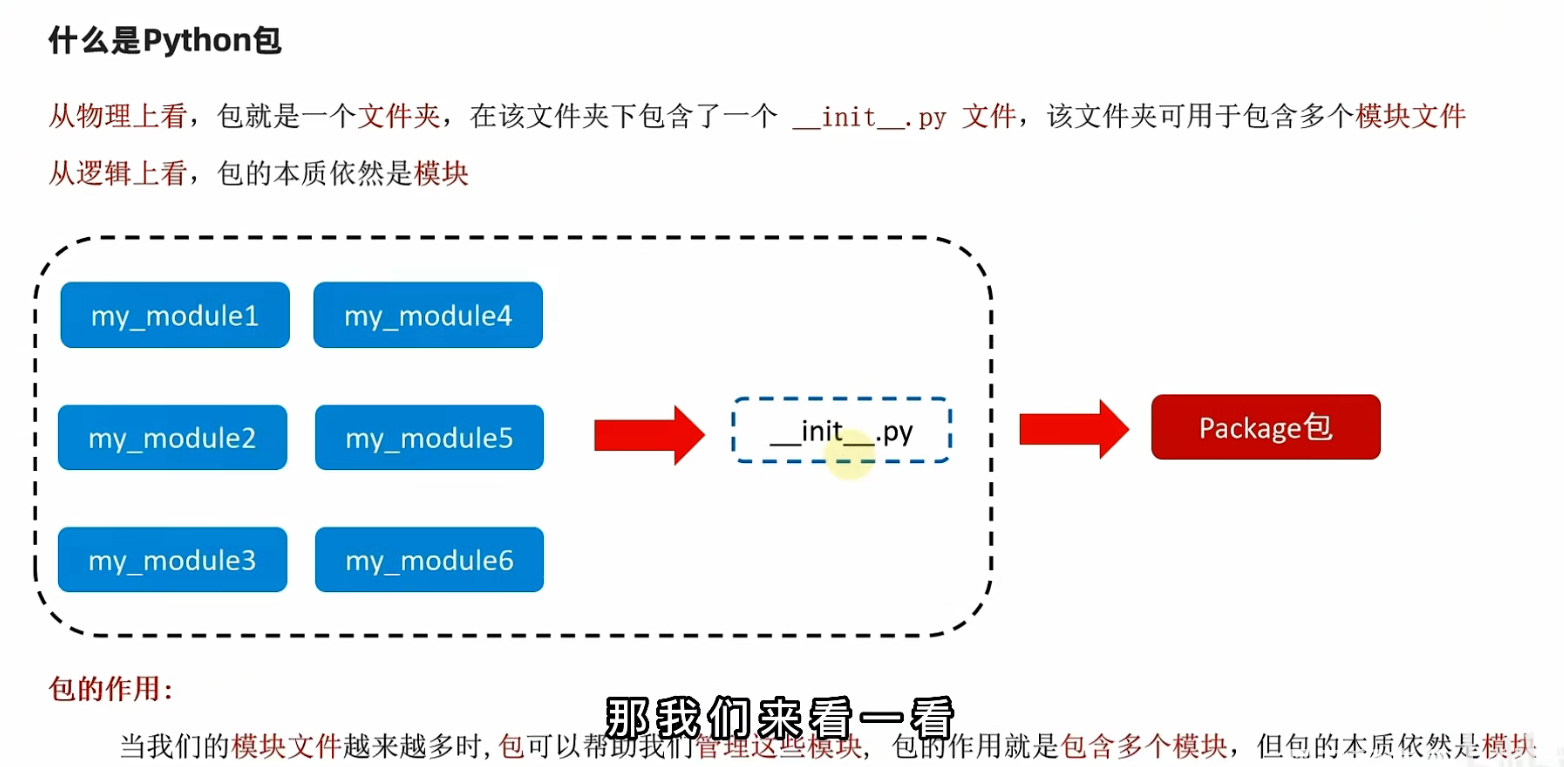 什么是Python包
从物理上看，包就是一个文件夹，在该文件夹下包含了一个 __init__.py 文件，该文件夹可用于包含多个模块文件
从逻辑上看，包的本质依然是模块
my_module1 my_module4
my_module2 my_module5
__init__.py
Package包
my_module3 my_module6
包的作用:
那我们来看一看
当我们的模块文件越来越多时,包可以帮助我们管理这些模块, 包的作用就是包含多个模块，但包的本质依然是模块